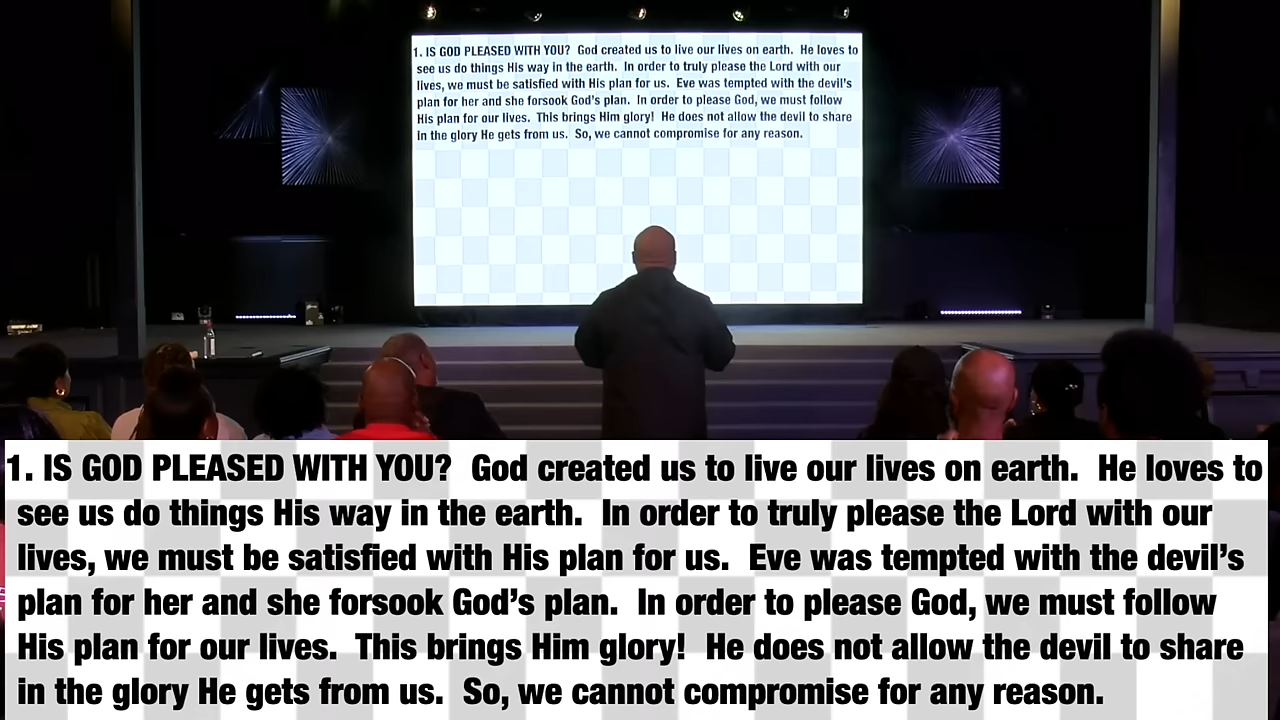 1. IS GOD PLEASED WITH YOU?  God created us to live our lives on earth.  He loves to
see us do things His way in the earth.  In order to truly please the Lord with our
lives, we must be satisfied with His plan for us.  Eve was tempted with the devil's
plan for her and she forsook God's plan.  In order to please God, we must follow
His plan for our lives.  This brings Him glory!  He does not allow the devil to share
in the glory He gets from us.  So, we cannot compromise for any reason.
1. IS GOD PLEASED WITH YOU?  God created us to live our lives on earth.  He loves to
see us do things His way in the earth.  In order to truly please the Lord with our
lives, we must be satisfied with His plan for us.  Eve was tempted with the devil’s
plan for her and she forsook God’s plan.  In order to please God, we must follow
His plan for our lives.  This brings Him glory!  He does not allow the devil to share
in the glory He gets from us.  So, we cannot compromise for any reason.